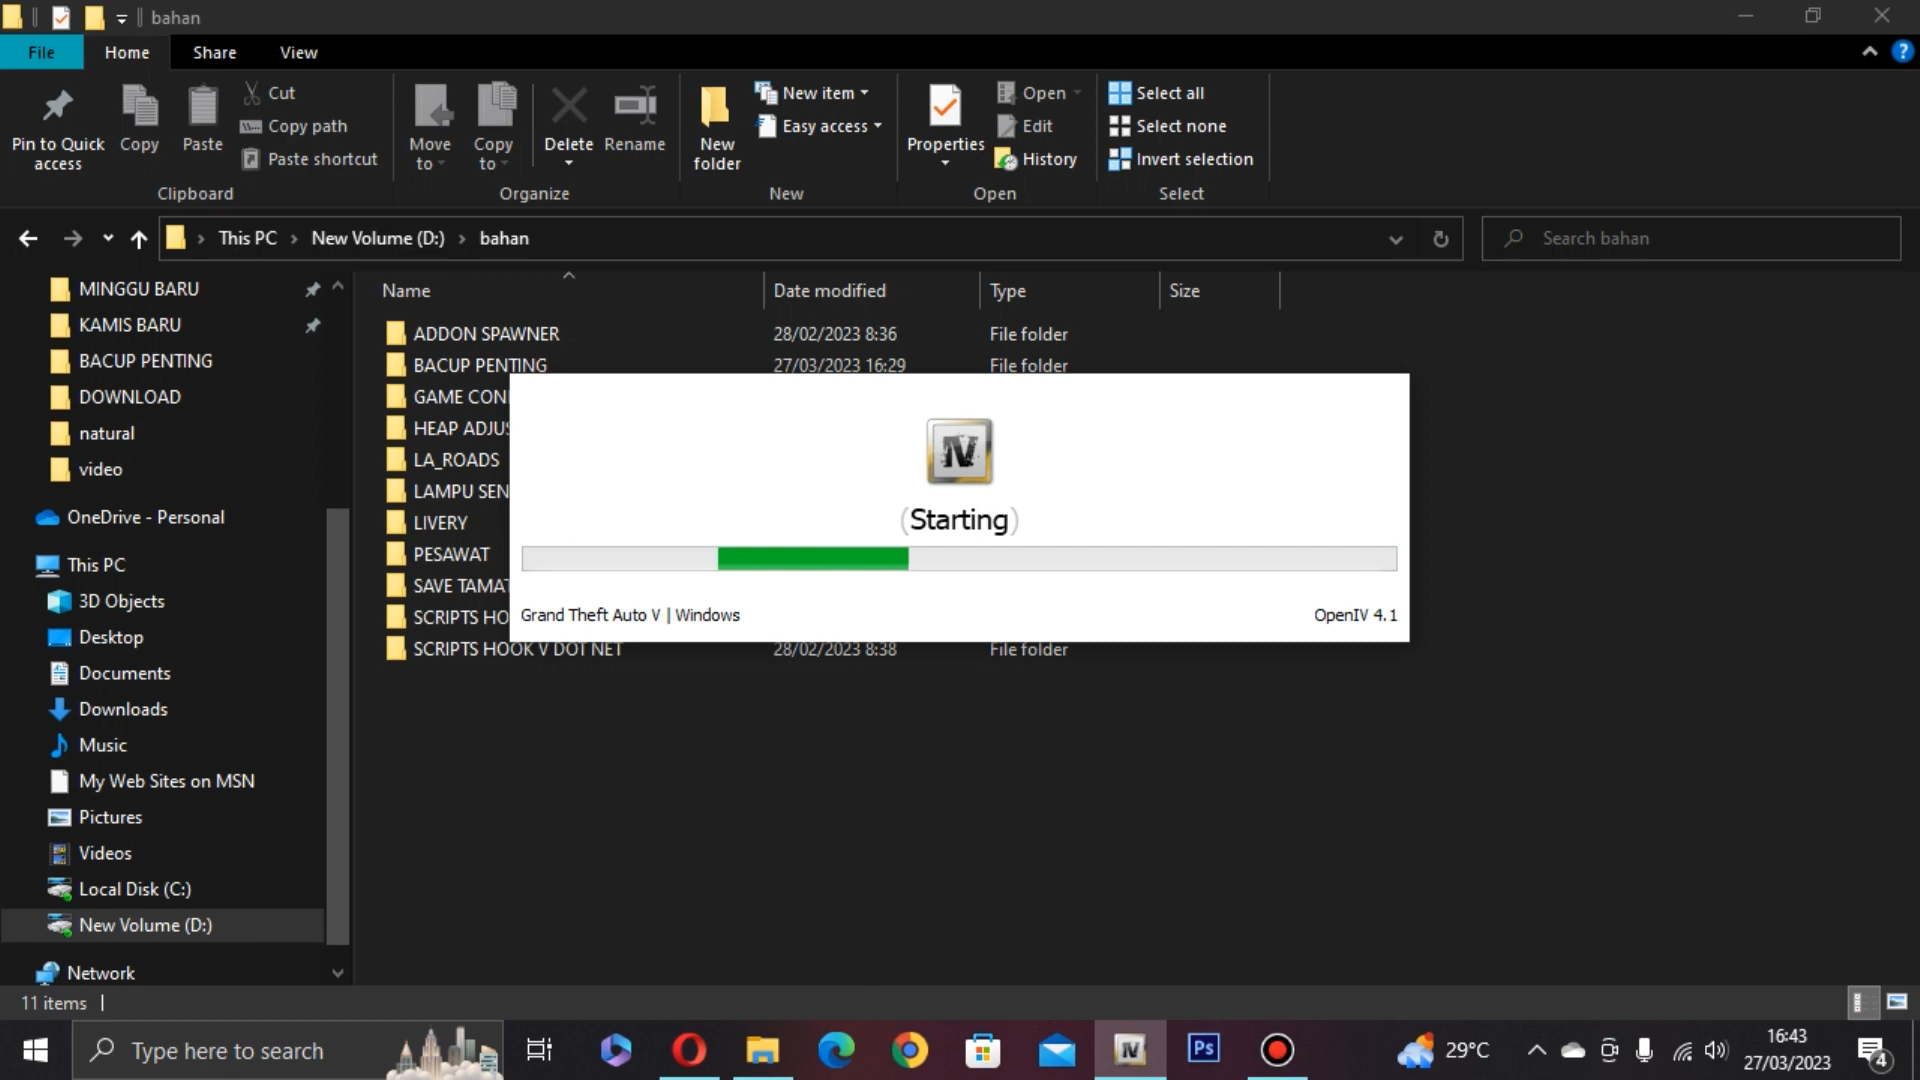 bahan
File
Home
Share
View
Pin to Quick access
Copy
Paste
Cut
Copy path
Paste shortcut
Clipboard
Move to
Copy to
Delete
Rename
Organize
New folder
New item
Easy access
New
Properties
Open
Edit
History
Open
Select all
Select none
Invert selection
Select
This PC
New Volume (D:)
bahan
Search bahan
MINGGU BARU
KAMIS BARU
BACUP PENTING
DOWNLOAD
natural
video
OneDrive - Personal
This PC
3D Objects
Desktop
Documents
Downloads
Music
My Web Sites on MSN
Pictures
Videos
Local Disk (C:)
New Volume (D:)
Network
Name Date modified Type Size
ADDON SPAWNER 28/02/2023 8:36 File folder
BACUP PENTING 27/03/2023 16:29 File folder
GAME CON
HEAP ADJUS
LA_ROADS
LAMPU SEN
LIVERY
PESAWAT
SAVE TAMAT
SCRIPTS HO
SCRIPTS HOOK V DOT NET 28/02/2023 8:38 File folder
IV
(Starting)
Grand Theft Auto V | Windows
OpenIV 4.1
11 items
Type here to search
IV
Ps
29°C
16:43
27/03/2023
4